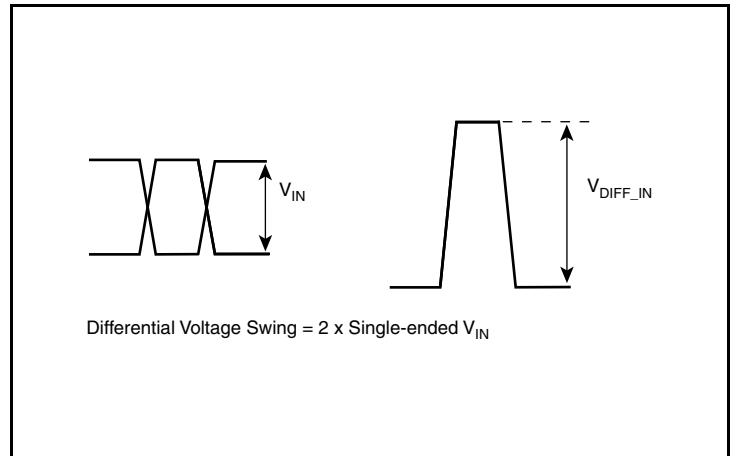 V_IN
V_DIFF_IN
Differential Voltage Swing = 2 x Single-ended V_IN